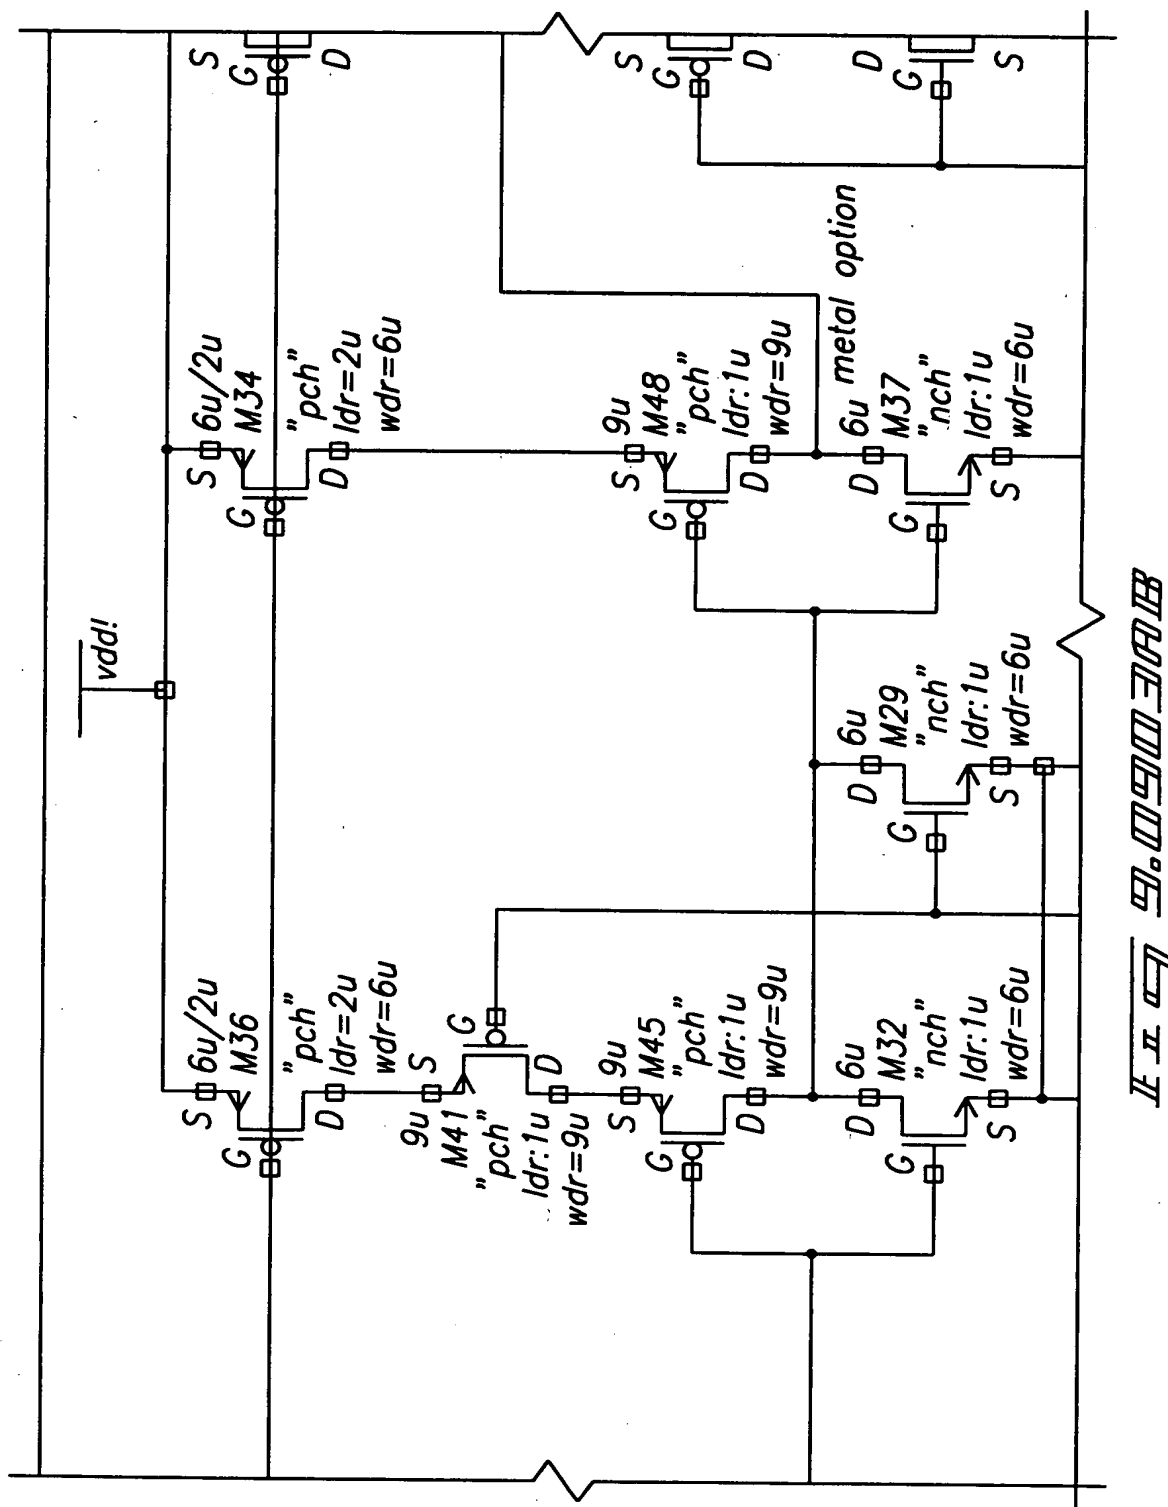 vdd!
S
6u/2u
M36
G
"pch"
ldr=2u
D
wdr=6u
S
6u/2u
M34
G
"pch"
ldr=2u
D
wdr=6u
S
G
D
9u
S
M41
G
"pch"
ldr:1u
D
wdr=9u
9u
S
M45
G
"pch"
ldr:1u
D
wdr=9u
9u
S
M48
G
"pch"
ldr:1u
D
wdr=9u
S
G
D
metal option
6u
D
M32
G
"nch"
ldr:1u
S
wdr=6u
6u
D
M29
G
"nch"
ldr:1u
S
wdr=6u
6u
D
M37
G
"nch"
ldr:1u
S
wdr=6u
D
G
S
FIG 9.0903AB